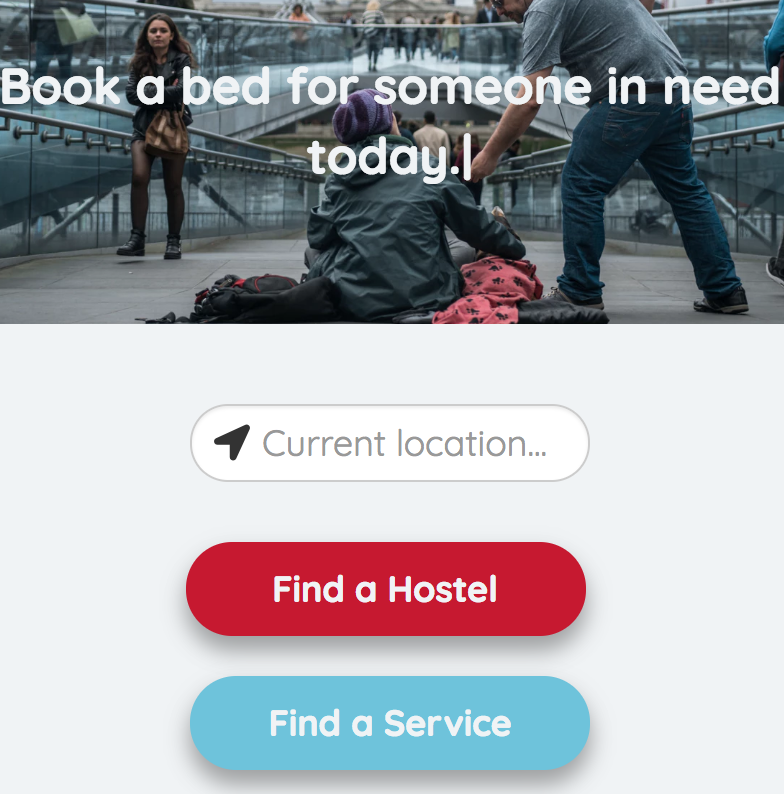 Book a bed for someone in need
today.|
Current location...
Find a Hostel
Find a Service